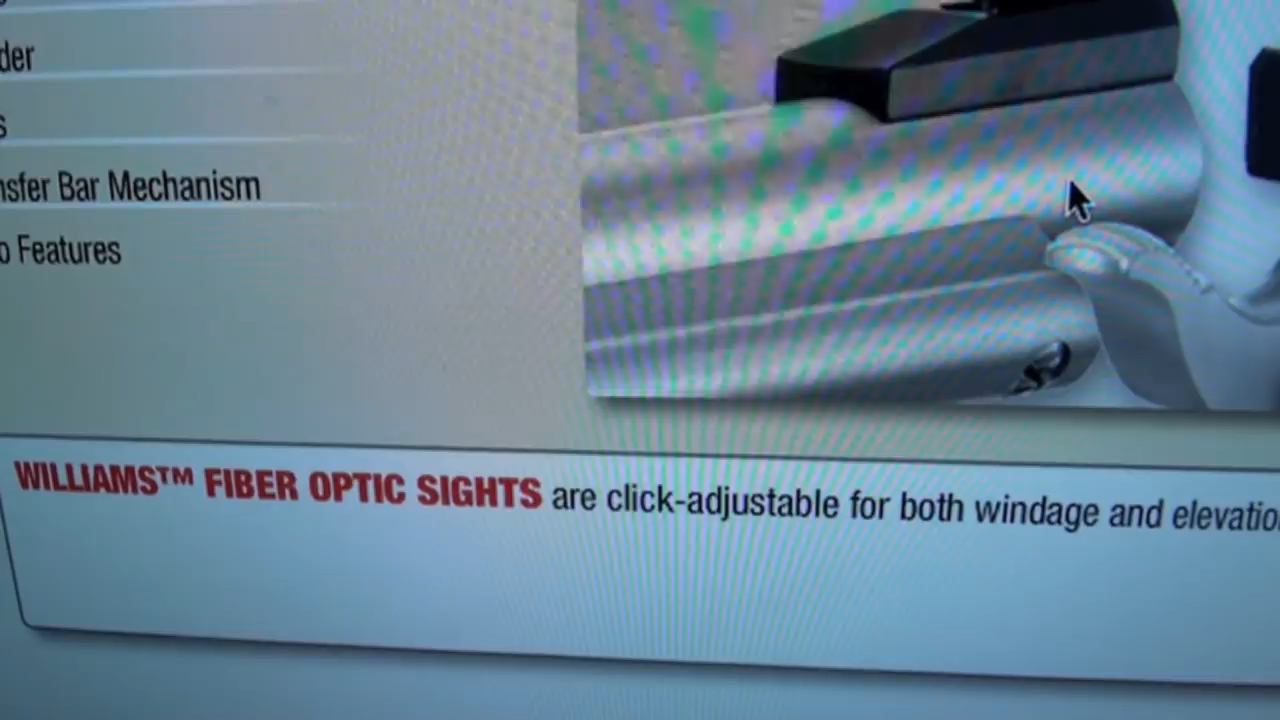 der
s
nsfer Bar Mechanism
o Features
WILLIAMS™ FIBER OPTIC SIGHTS are click-adjustable for both windage and elevatio